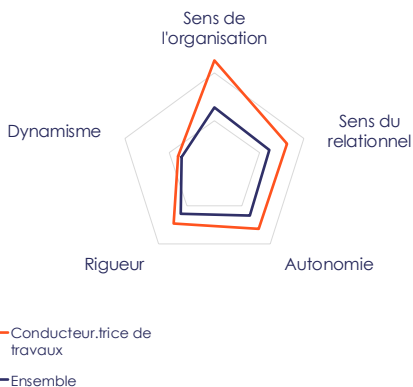 Sens de
l'organisation
Sens du
relationnel
Autonomie
Rigueur
Dynamisme
Conducteur.trice de
travaux
Ensemble